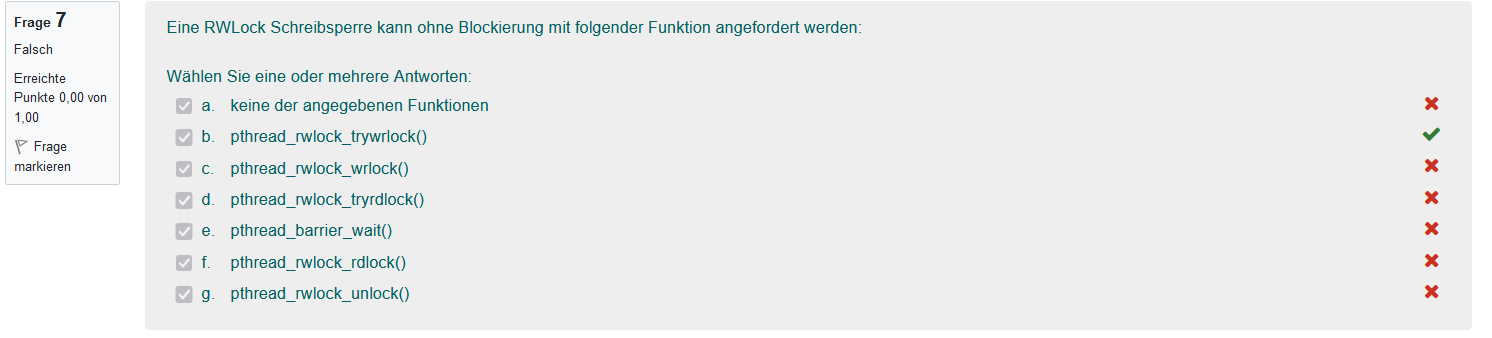 Frage 7
Falsch
Erreichte
Punkte 0,00 von
1,00
Frage
markieren
Eine RWLock Schreibsperre kann ohne Blockierung mit folgender Funktion angefordert werden:
Wählen Sie eine oder mehrere Antworten:
a. keine der angegebenen Funktionen
b. pthread_rwlock_trywrlock()
c. pthread_rwlock_wrlock()
d. pthread_rwlock_tryrdlock()
e. pthread_barrier_wait()
f. pthread_rwlock_rdlock()
g. pthread_rwlock_unlock()